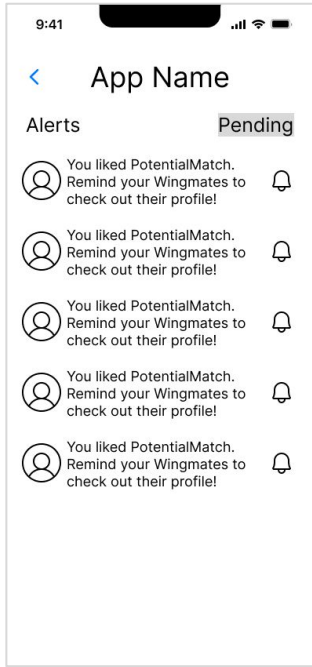 9:41
App Name
Alerts Pending
You liked PotentialMatch.
Remind your Wingmates to
check out their profile!
You liked PotentialMatch.
Remind your Wingmates to
check out their profile!
You liked PotentialMatch.
Remind your Wingmates to
check out their profile!
You liked PotentialMatch.
Remind your Wingmates to
check out their profile!
You liked PotentialMatch.
Remind your Wingmates to
check out their profile!